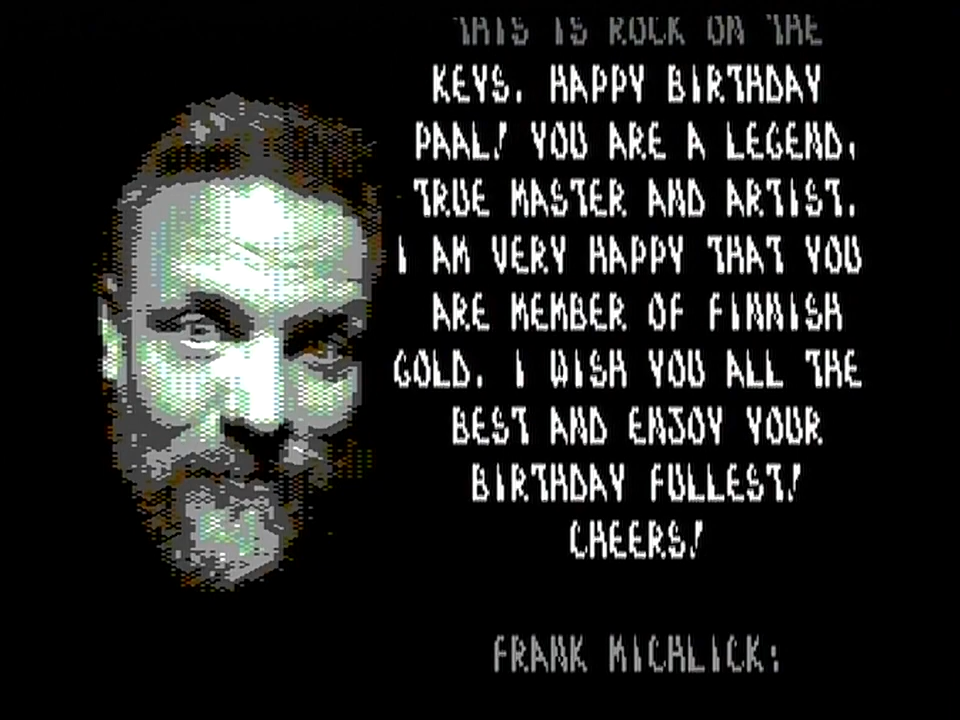 THIS IS ROCK ON THE
KEYS. HAPPY BIRTHDAY
PAAL! YOU ARE A LEGEND,
TRUE MASTER AND ARTIST.
I AM VERY HAPPY THAT YOU
ARE MEMBER OF FINNISH
GOLD. I WISH YOU ALL THE
BEST AND ENJOY YOUR
BIRTHDAY FULLEST!
CHEERS!
FRANK MICHLICK: